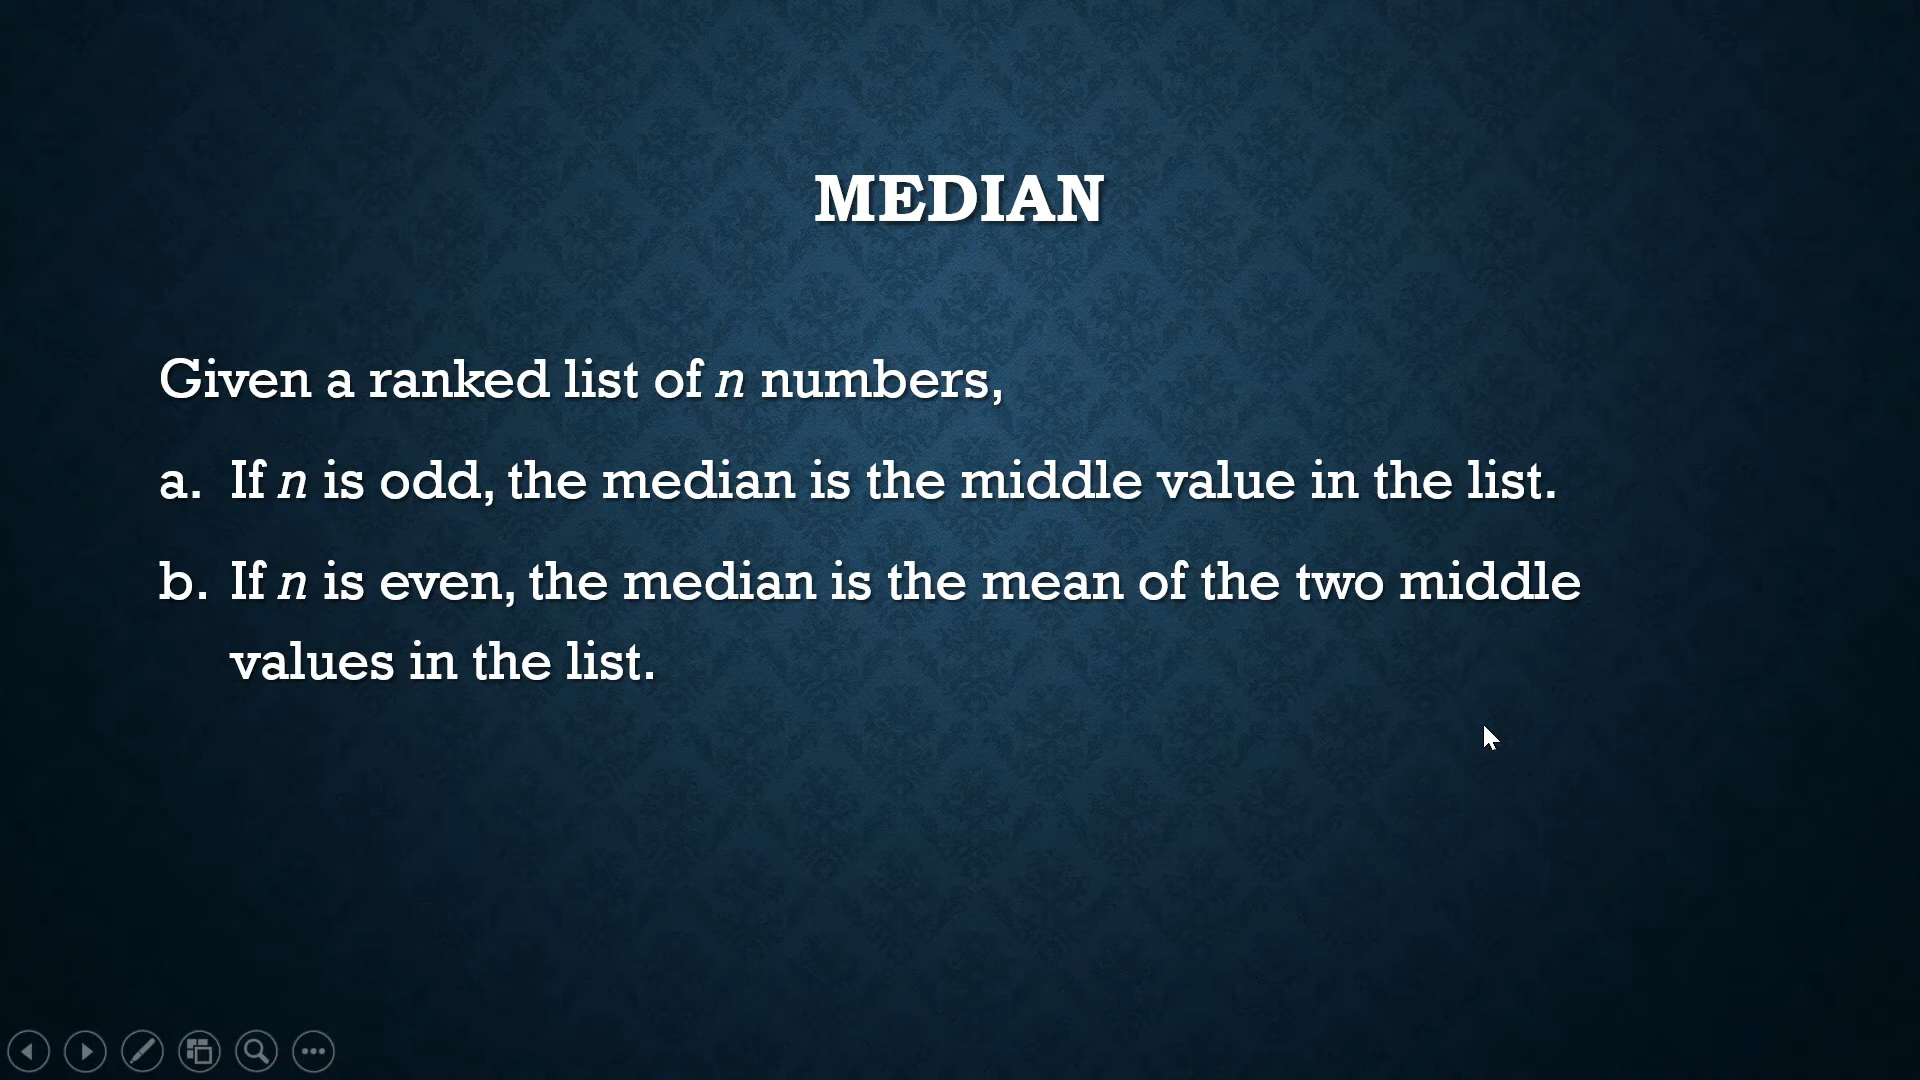 MEDIAN
Given a ranked list of n numbers,
a. If n is odd, the median is the middle value in the list.
b. If n is even, the median is the mean of the two middle
values in the list.